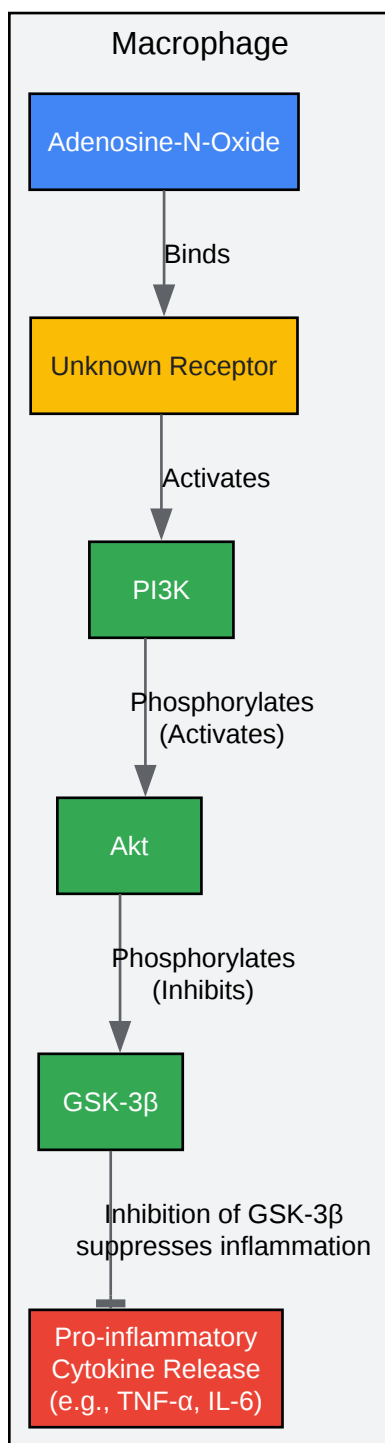 Macrophage
Adenosine-N-Oxide
Binds
Unknown Receptor
Activates
PI3K
Phosphorylates
(Activates)
Akt
Phosphorylates
(Inhibits)
GSK-3β
Inhibition of GSK-3β
suppresses inflammation
Pro-inflammatory
Cytokine Release
(e.g., TNF-α, IL-6)